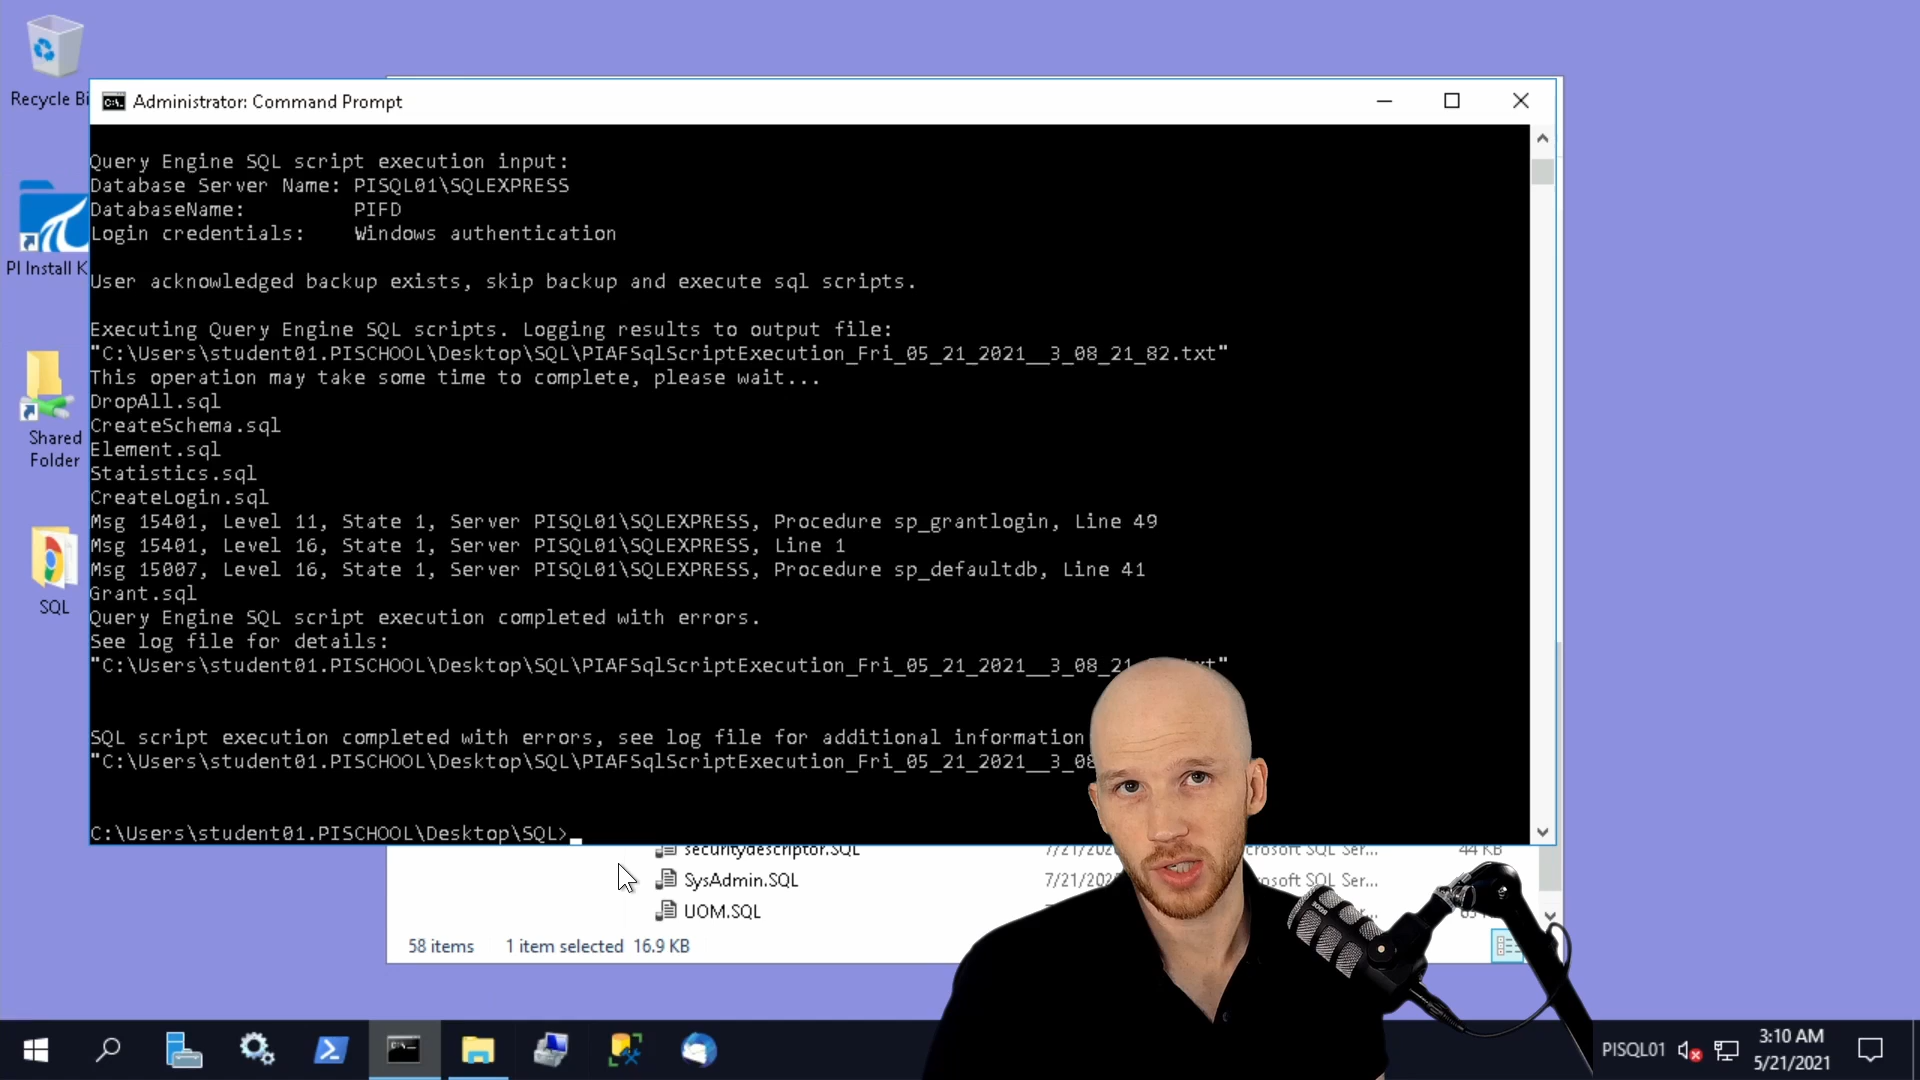 Recycle Bi
Administrator: Command Prompt
Query Engine SQL script execution input:
Database Server Name: PISQL01\SQLEXPRESS
DatabaseName: PIFD
Login credentials: Windows authentication
User acknowledged backup exists, skip backup and execute sql scripts.
Executing Query Engine SQL scripts. Logging results to output file:
"C:\Users\student01.PISCHOOL\Desktop\SQL\PIAFSqlScriptExecution_Fri_05_21_2021__3_08_21_82.txt"
This operation may take some time to complete, please wait...
DropAll.sql
CreateSchema.sql
Element.sql
Statistics.sql
CreateLogin.sql
Msg 15401, Level 11, State 1, Server PISQL01\SQLEXPRESS, Procedure sp_grantlogin, Line 49
Msg 15401, Level 16, State 1, Server PISQL01\SQLEXPRESS, Line 1
Msg 15007, Level 16, State 1, Server PISQL01\SQLEXPRESS, Procedure sp_defaultdb, Line 41
Grant.sql
Query Engine SQL script execution completed with errors.
See log file for details:
"C:\Users\student01.PISCHOOL\Desktop\SQL\PIAFSqlScriptExecution_Fri_05_21_2021__3_08_21
SQL script execution completed with errors, see log file for additional information
"C:\Users\student01.PISCHOOL\Desktop\SQL\PIAFSqlScriptExecution_Fri_05_21_2021__3_08
C:\Users\student01.PISCHOOL\Desktop\SQL>
PI Install K
Shared
Folder
SQL
securitydescriptor.SQL 44 KB
SysAdmin.SQL
UOM.SQL
58 items 1 item selected 16.9 KB
PISQL01
3:10 AM
5/21/2021